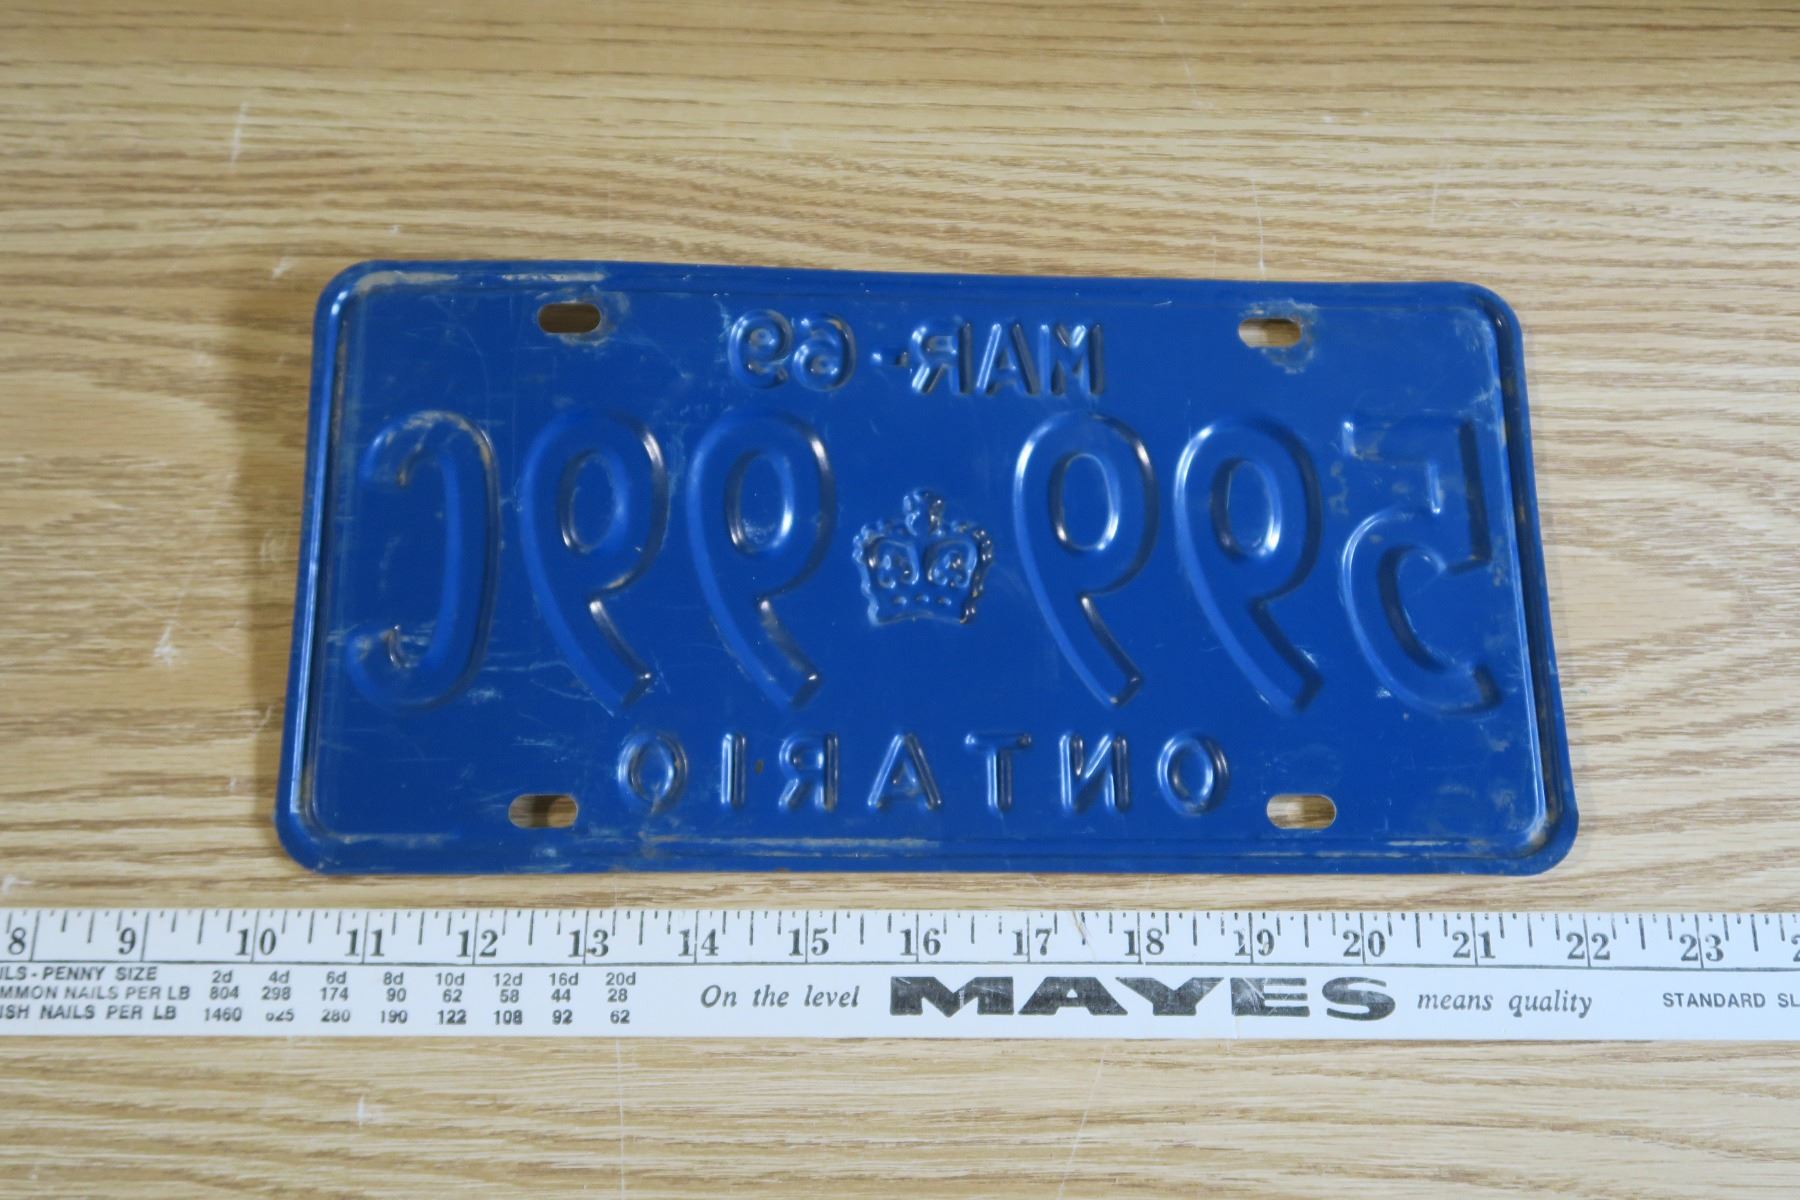 MAR-69
599 99C
ONTARIO
8 9 10 11 12 13 14 15 16 17 18 19 20 21 22 23
ILS - PENNY SIZE 2d 4d 6d 8d 10d 12d 16d 20d
MMON NAILS PER LB 804 298 174 90 62 58 44 28
ISH NAILS PER LB 1460 625 280 190 122 108 92 62
On the level MAYES means quality
STANDARD